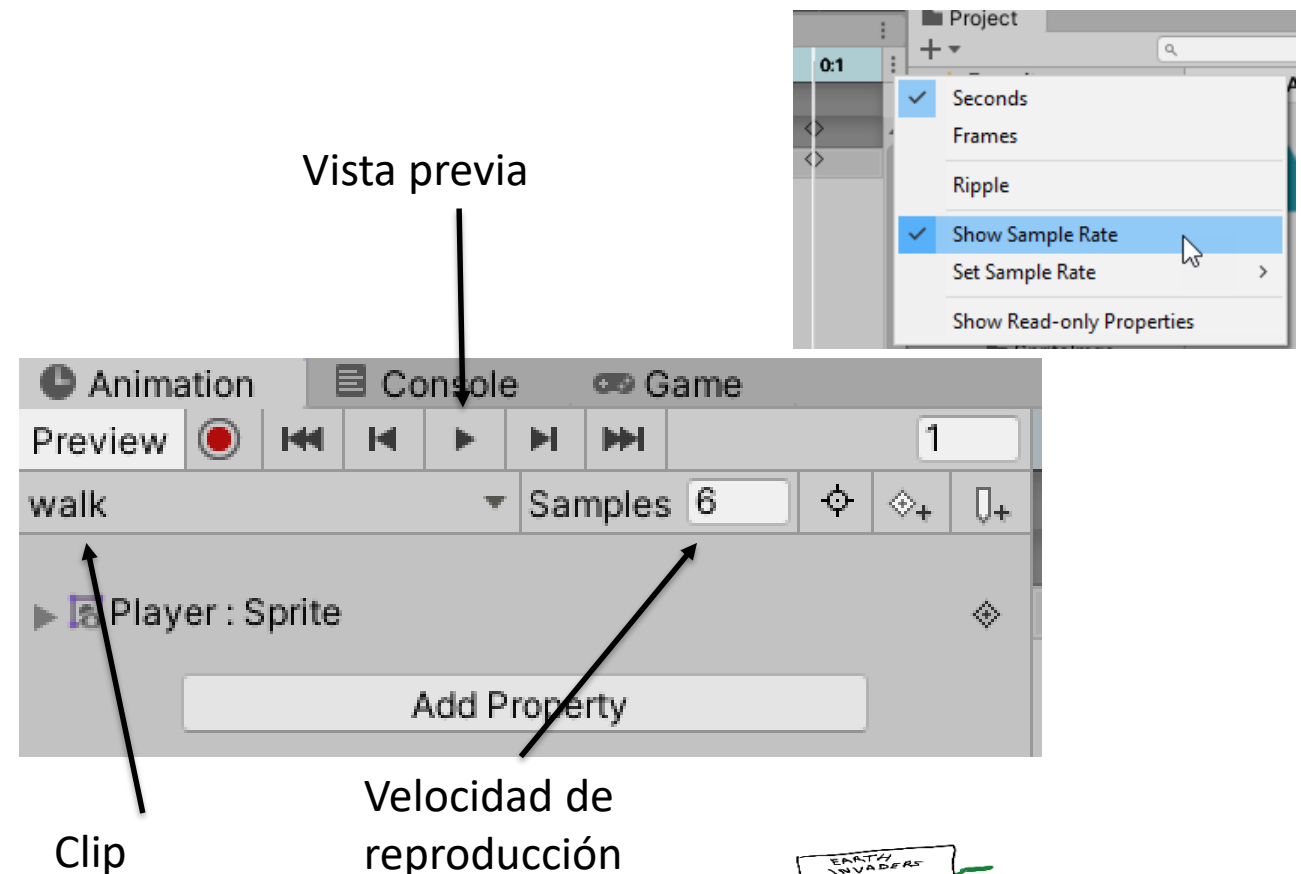 Project
0:1
Seconds
Frames
Ripple
Show Sample Rate
Set Sample Rate
Show Read-only Properties
Vista previa
Animation Console Game
Preview 1
walk Samples 6
Player : Sprite
Add Property
Clip
Velocidad de
reproducción
EARTH
INVADERS